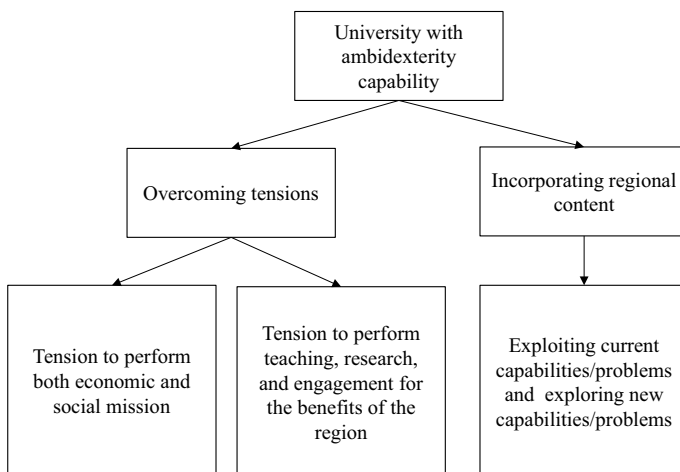 University with
ambidexterity
capability
Overcoming tensions
Incorporating regional
content
Tension to perform
both economic and
social mission
Tension to perform
teaching, research,
and engagement for
the benefits of the
region
Exploiting current
capabilities/problems
and exploring new
capabilities/problems